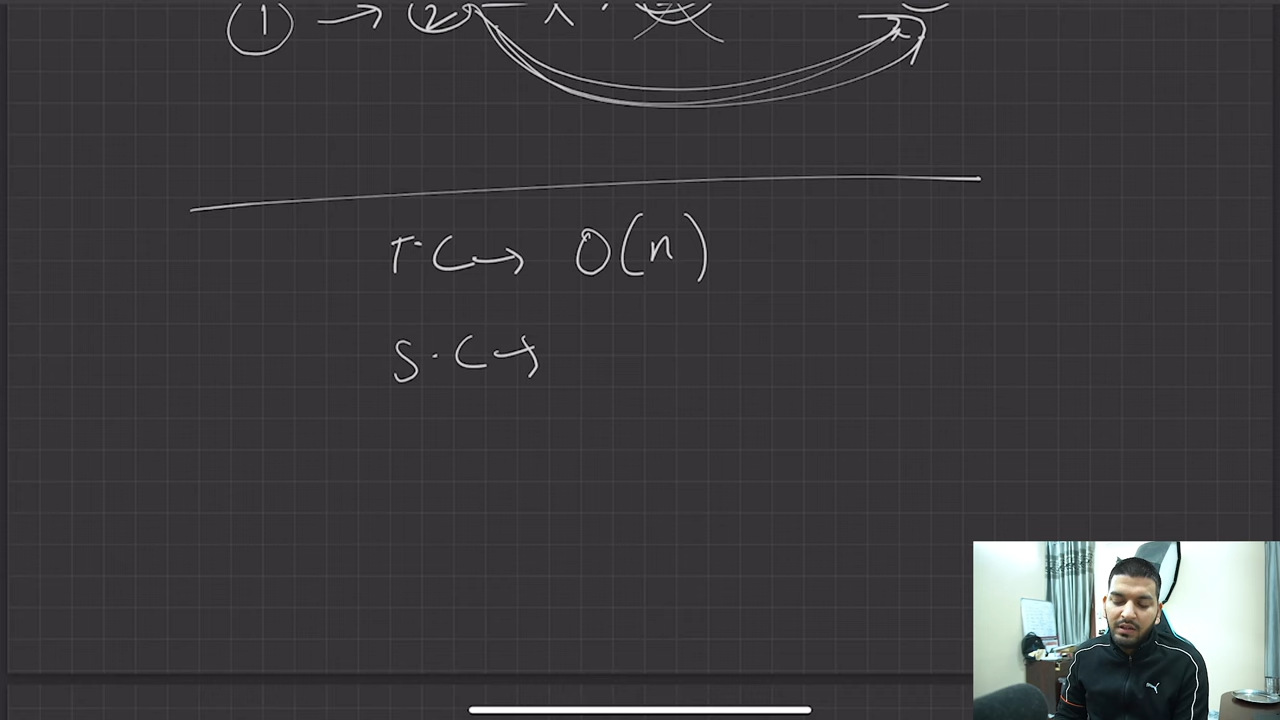 1 → 2
T.C → O(n)
S.C →